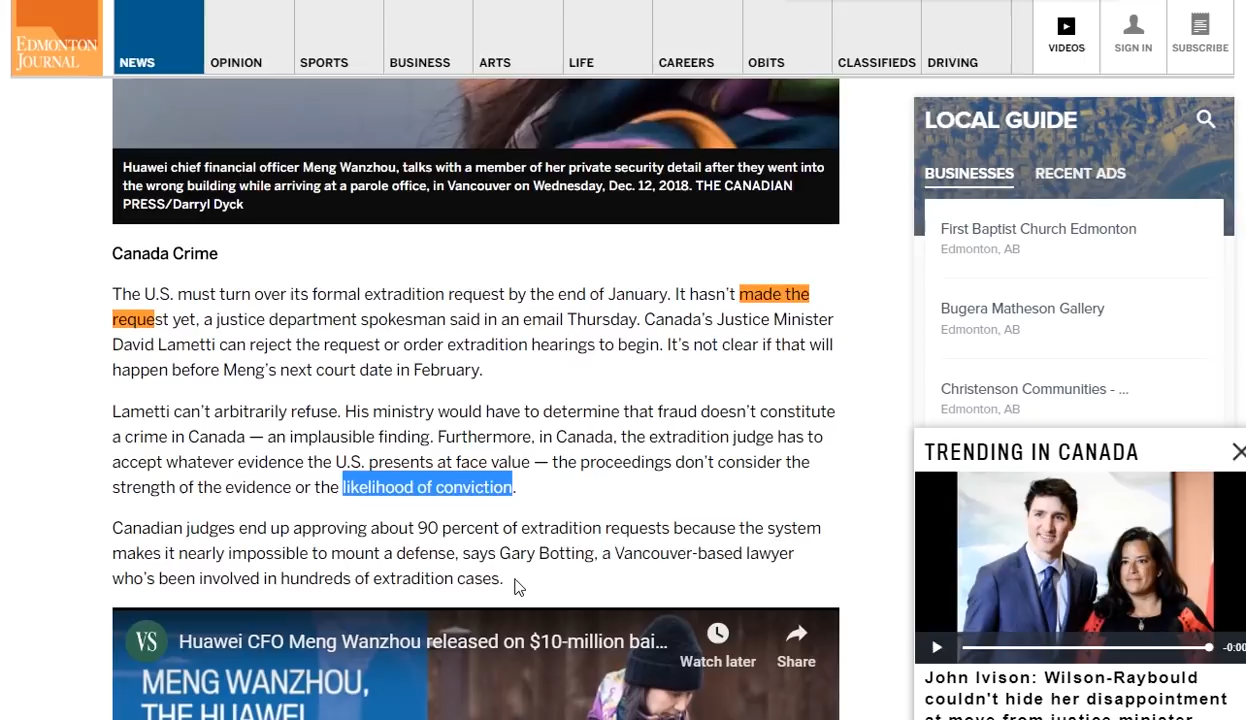 EDMONTON
JOURNAL
NEWS
OPINION
SPORTS
BUSINESS
ARTS
LIFE
CAREERS
OBITS
CLASSIFIEDS
DRIVING
VIDEOS
SIGN IN
SUBSCRIBE
Huawei chief financial officer Meng Wanzhou, talks with a member of her private security detail after they went into
the wrong building while arriving at a parole office, in Vancouver on Wednesday, Dec. 12, 2018. THE CANADIAN
PRESS/Darryl Dyck
Canada Crime
The U.S. must turn over its formal extradition request by the end of January. It hasn’t made the
request yet, a justice department spokesman said in an email Thursday. Canada’s Justice Minister
David Lametti can reject the request or order extradition hearings to begin. It’s not clear if that will
happen before Meng’s next court date in February.
Lametti can’t arbitrarily refuse. His ministry would have to determine that fraud doesn’t constitute
a crime in Canada — an implausible finding. Furthermore, in Canada, the extradition judge has to
accept whatever evidence the U.S. presents at face value — the proceedings don’t consider the
strength of the evidence or the likelihood of conviction.
Canadian judges end up approving about 90 percent of extradition requests because the system
makes it nearly impossible to mount a defense, says Gary Botting, a Vancouver-based lawyer
who’s been involved in hundreds of extradition cases.
VS
Huawei CFO Meng Wanzhou released on $10-million bai...
Watch later
Share
MENG WANZHOU,
THE HUAWEI
LOCAL GUIDE
BUSINESSES
RECENT ADS
First Baptist Church Edmonton
Edmonton, AB
Bugera Matheson Gallery
Edmonton, AB
Christenson Communities - ...
Edmonton, AB
TRENDING IN CANADA
-0:00
John Ivison: Wilson-Raybould
couldn't hide her disappointment
at move from justice minister